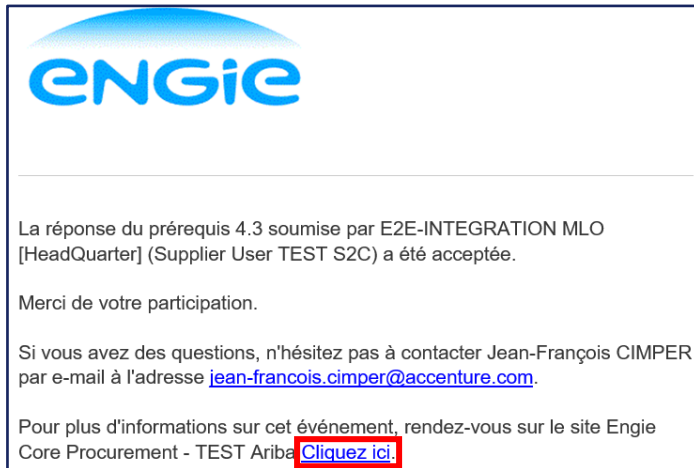 ENGIE
La réponse du prérequis 4.3 soumise par E2E-INTEGRATION MLO
[HeadQuarter] (Supplier User TEST S2C) a été acceptée.
Merci de votre participation.
Si vous avez des questions, n'hésitez pas à contacter Jean-François CIMPER
par e-mail à l'adresse jean-francois.cimper@accenture.com.
Pour plus d'informations sur cet événement, rendez-vous sur le site Engie
Core Procurement - TEST Ariba Cliquez ici.